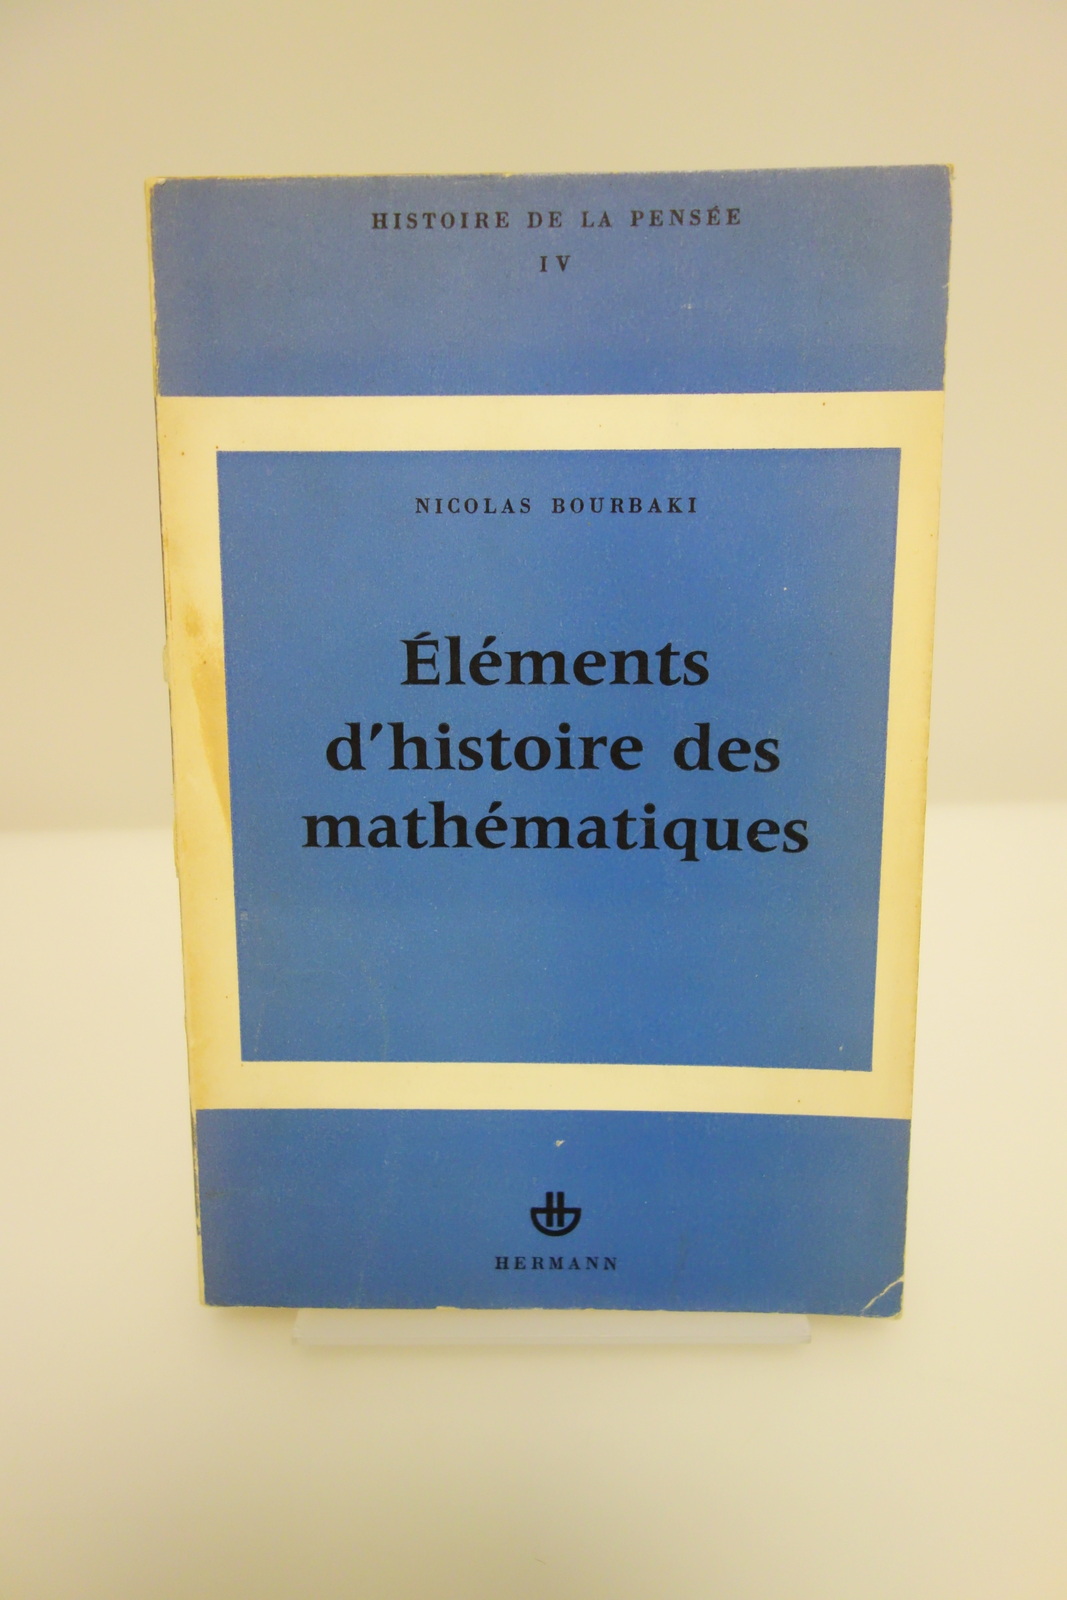 HISTOIRE DE LA PENSÉE
IV
NICOLAS BOURBAKI
Éléments
d'histoire des
mathématiques
HERMANN